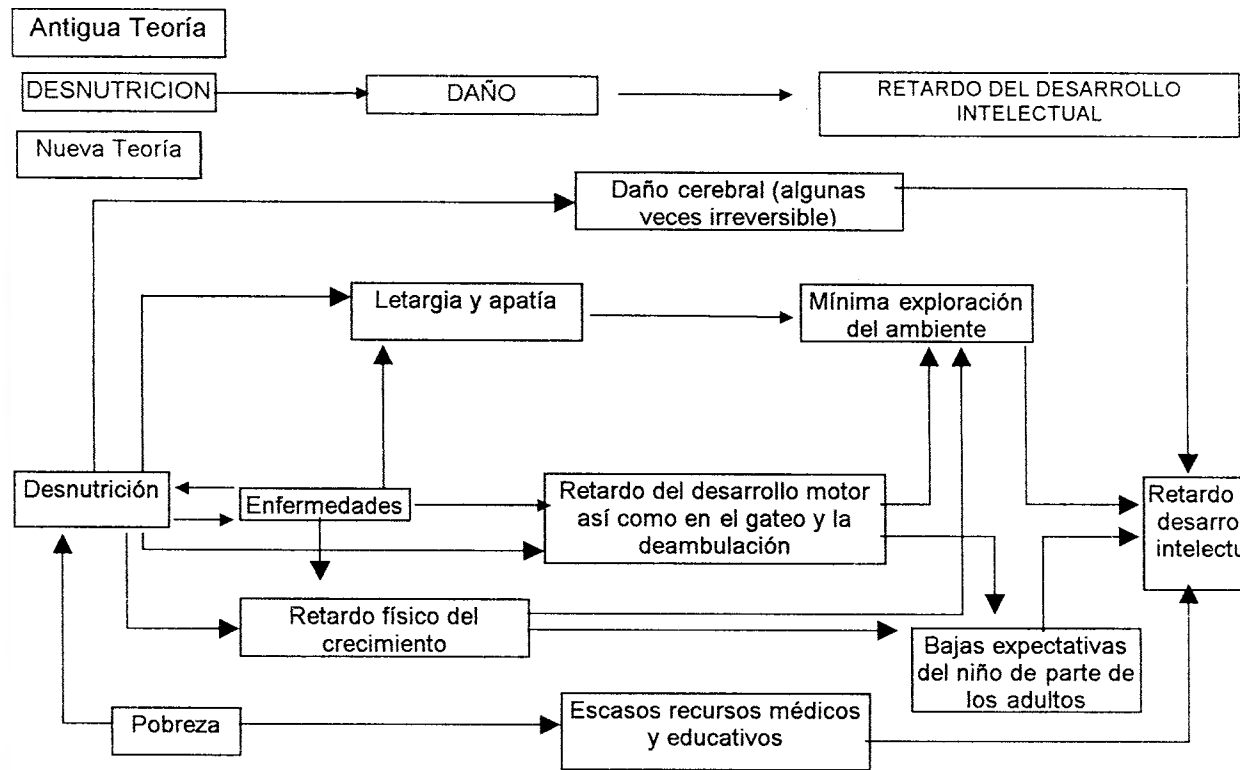 Antigua Teoría
DESNUTRICION
DAÑO
RETARDO DEL DESARROLLO
INTELECTUAL
Nueva Teoría
Daño cerebral (algunas
veces irreversible)
Letargia y apatía
Mínima exploración
del ambiente
Desnutrición
Enfermedades
Retardo del desarrollo motor
así como en el gateo y la
deambulación
Retardo
desarro
intelectu
Retardo físico del
crecimiento
Bajas expectativas
del niño de parte de
los adultos
Pobreza
Escasos recursos médicos
y educativos